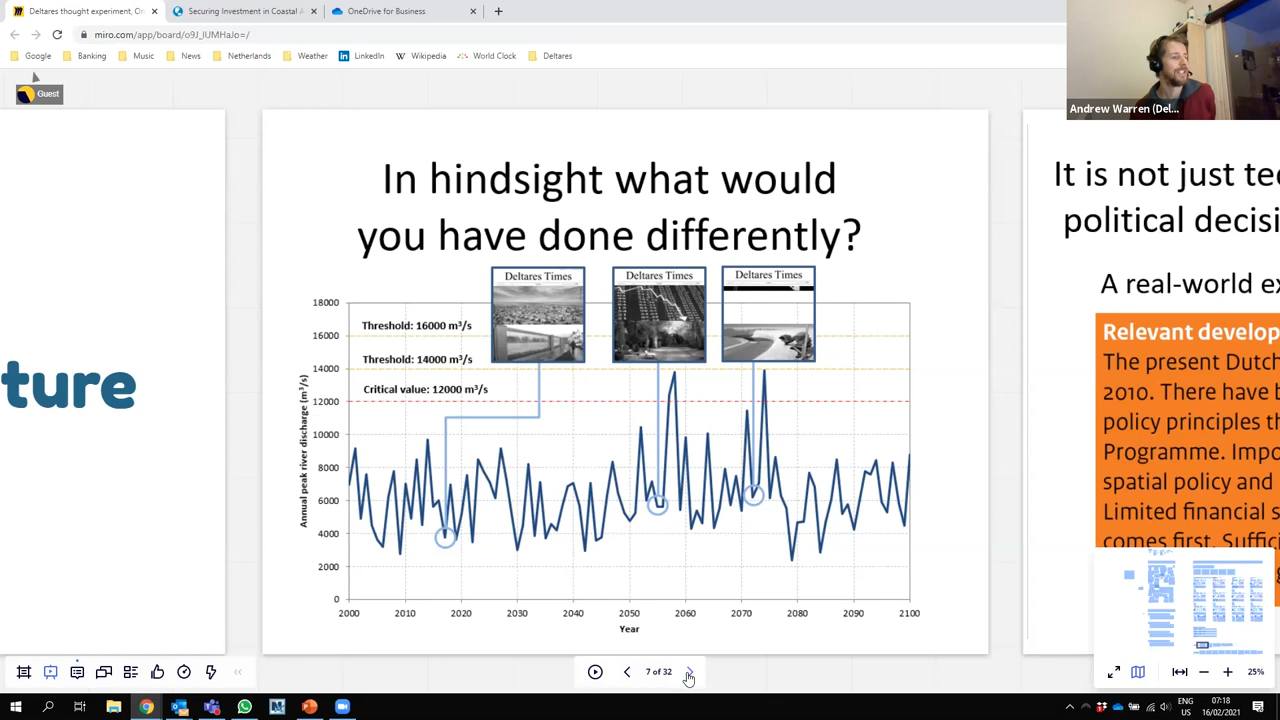 Deltares thought experiment, On
Securing Investment in Coastal A
OneDrive for Business
miro.com/app/board/o9J_lUMHaJo=/
Google
Banking
Music
News
Netherlands
Weather
LinkedIn
Wikipedia
World Clock
Deltares
Andrew Warren (Del...
Guest
ture
In hindsight what would
you have done differently?
Deltares Times
Deltares Times
Deltares Times
Annual peak river discharge (m³/s)
18000
16000
14000
12000
10000
8000
6000
4000
2000
0
Threshold: 16000 m³/s
Threshold: 14000 m³/s
Critical value: 12000 m³/s
2000
2010
2040
2050
2060
2090
2100
Year
It is not just te
political decisi
A real-world ex
Relevant develop
The present Dutch
2010. There have b
policy principles th
Programme. Impo
spatial policy and
Limited financial s
comes first. Suffici
7 of 32
25%
ENG
US
07:18
16/02/2021